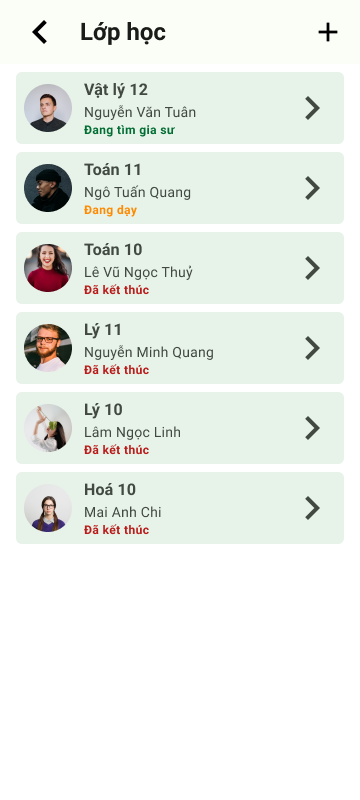 Lớp học
Vật lý 12
Nguyễn Văn Tuân
Đang tìm gia sư
Toán 11
Ngô Tuấn Quang
Đang dạy
Toán 10
Lê Vũ Ngọc Thuỷ
Đã kết thúc
Lý 11
Nguyễn Minh Quang
Đã kết thúc
Lý 10
Lâm Ngọc Linh
Đã kết thúc
Hoá 10
Mai Anh Chi
Đã kết thúc